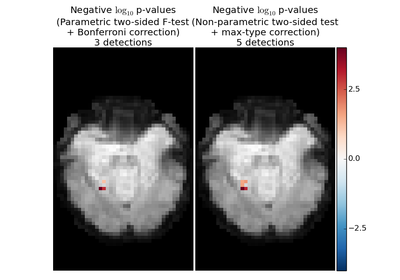 Negative log10 p-values
(Parametric two-sided F-test
+ Bonferroni correction)
3 detections
Negative log10 p-values
(Non-parametric two-sided test
+ max-type correction)
5 detections
2.5
0.0
−2.5